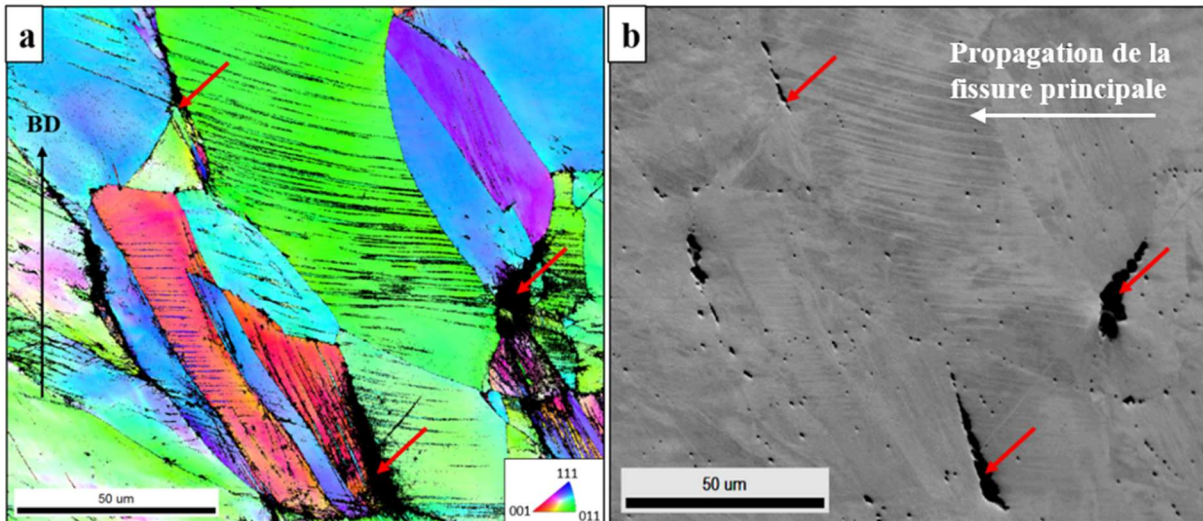 a
BD
50 um
111
001
011
b
Propagation de la
fissure principale
50 um